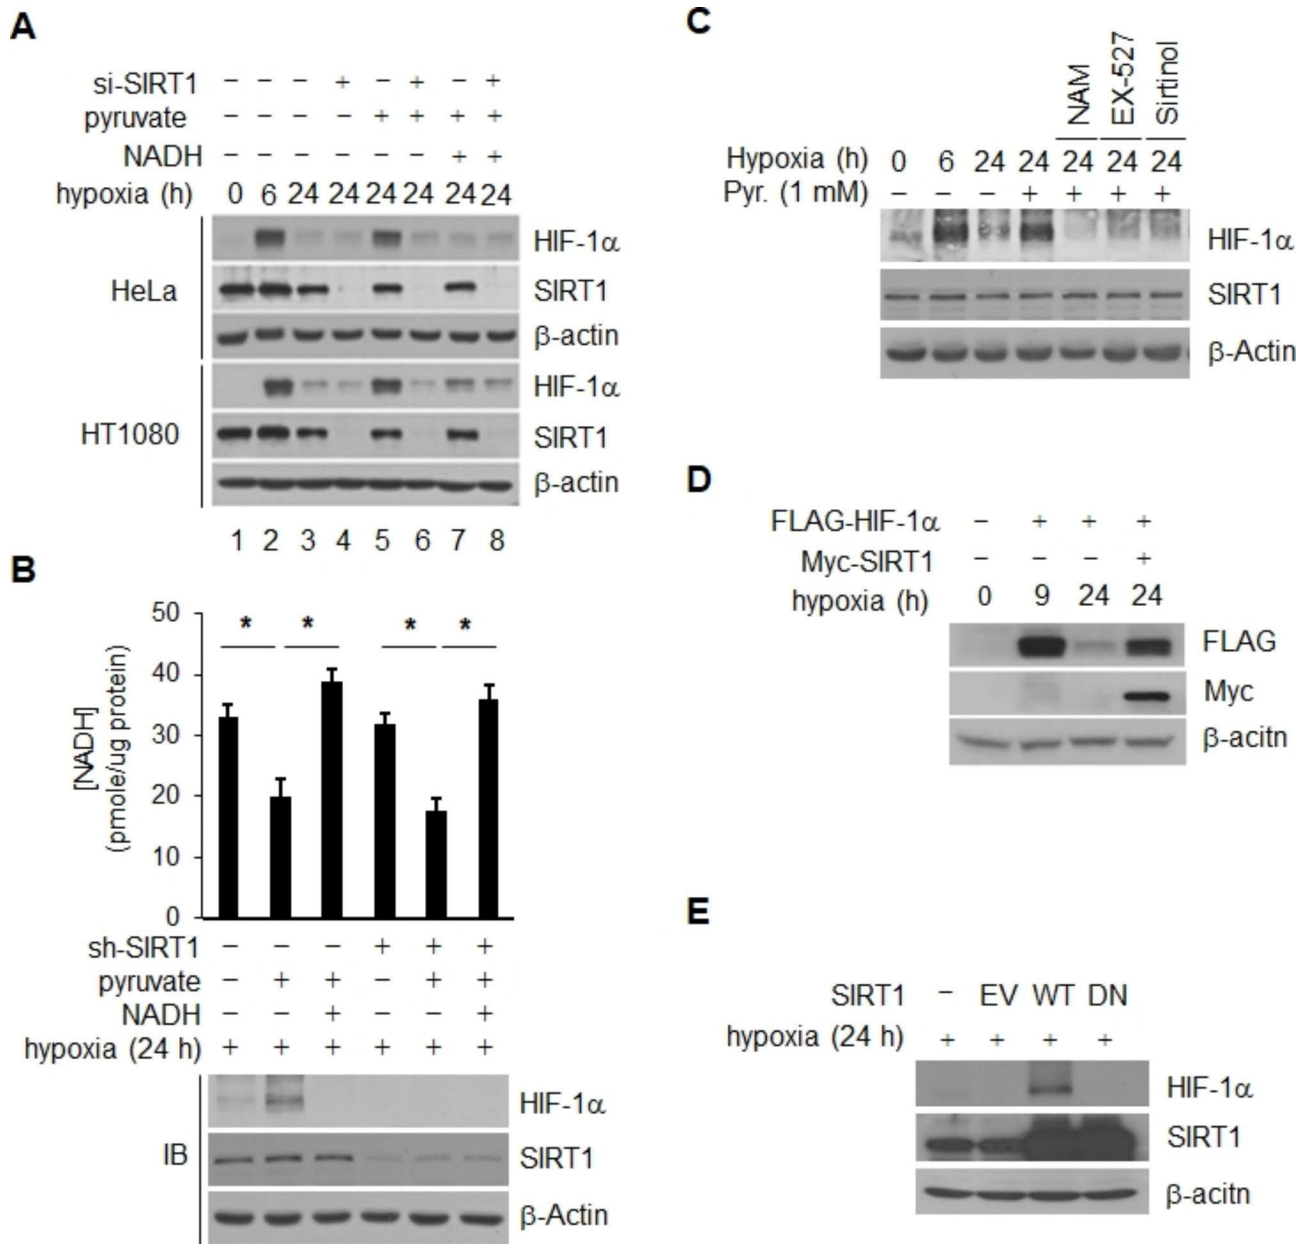 A
si-SIRT1 − − − + − + − +
pyruvate − − − − + + + +
NADH − − − − − − + +
hypoxia (h) 0 6 24 24 24 24 24 24
HeLa
HIF-1α
SIRT1
β-actin
HT1080
HIF-1α
SIRT1
β-actin
1 2 3 4 5 6 7 8
B
[NADH]
(pmole/ug protein)
50
40
30
20
10
0
* * * *
sh-SIRT1 − − − + + +
pyruvate − + + − + +
NADH − − + − − +
hypoxia (24 h) + + + + + +
IB
HIF-1α
SIRT1
β-Actin
C
NAM
EX-527
Sirtinol
Hypoxia (h) 0 6 24 24 24 24 24
Pyr. (1 mM) − − − + + + +
HIF-1α
SIRT1
β-Actin
D
FLAG-HIF-1α − + + +
Myc-SIRT1 − − − +
hypoxia (h) 0 9 24 24
FLAG
Myc
β-acitn
E
SIRT1 − EV WT DN
hypoxia (24 h) + + + +
HIF-1α
SIRT1
β-acitn